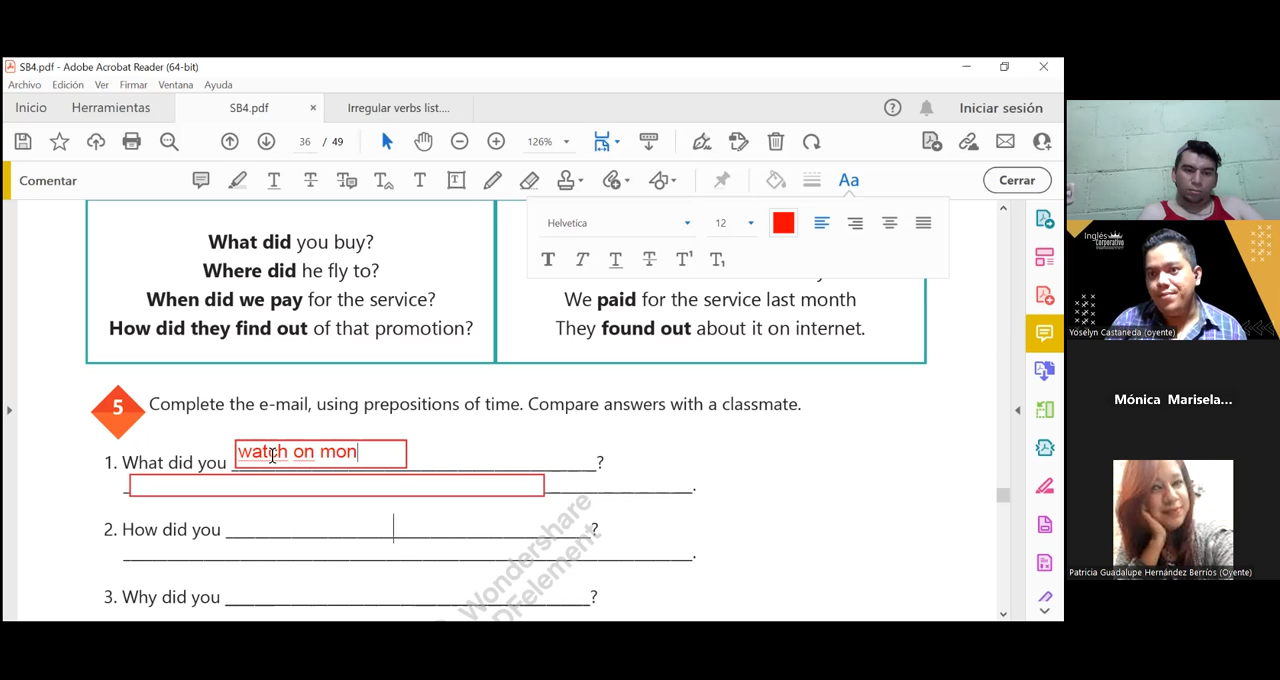 SB4.pdf - Adobe Acrobat Reader (64-bit)
Archivo Edición Ver Firmar Ventana Ayuda
Inicio Herramientas SB4.pdf × Irregular verbs list.... Iniciar sesión
36 / 49 126%
Comentar Aa Cerrar
Helvetica 12
T T T T T¹ T₁
What did you buy?
Where did he fly to?
When did we pay for the service?
How did they find out of that promotion?
We paid for the service last month
They found out about it on internet.
5 Complete the e-mail, using prepositions of time. Compare answers with a classmate.
1. What did you watch on mon ?
.
2. How did you ?
.
3. Why did you ?
Wondershare
PDFelement
Inglés
Corporativo
Yoselyn Castaneda (oyente)
Mónica Marisela...
Patricia Guadalupe Hernández Berríos (Oyente)